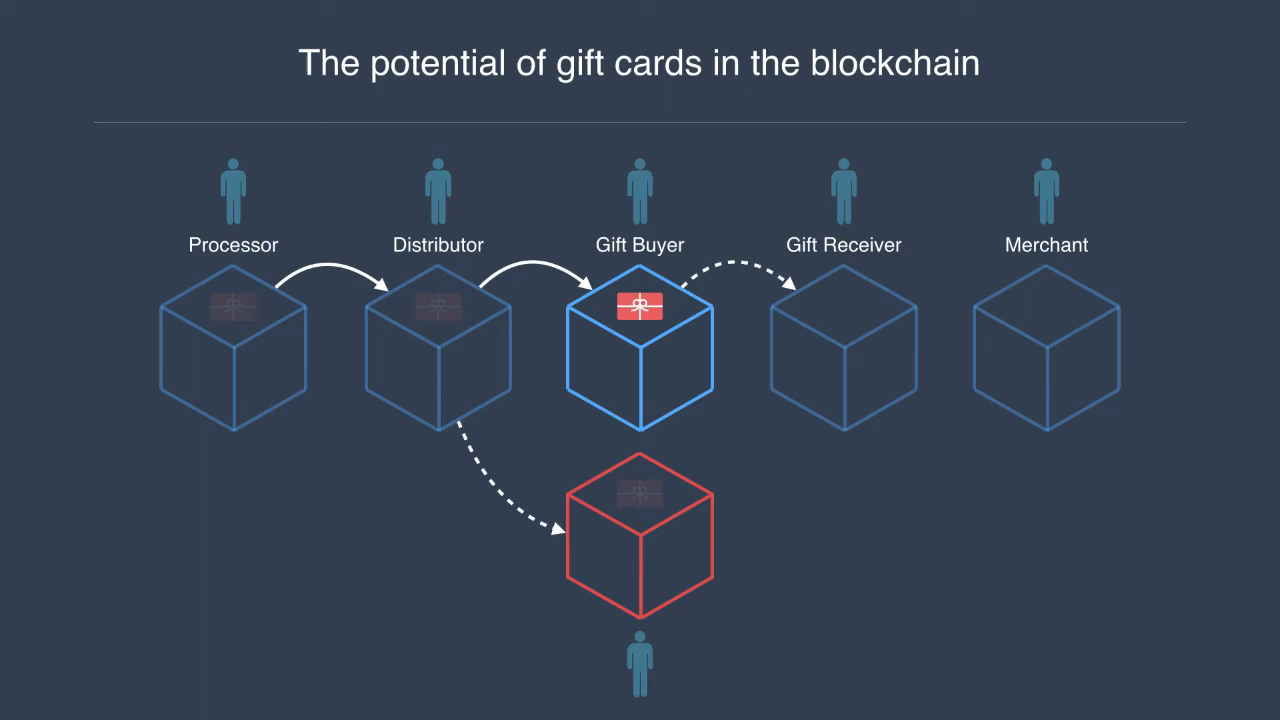 The potential of gift cards in the blockchain
Processor
Distributor
Gift Buyer
Gift Receiver
Merchant